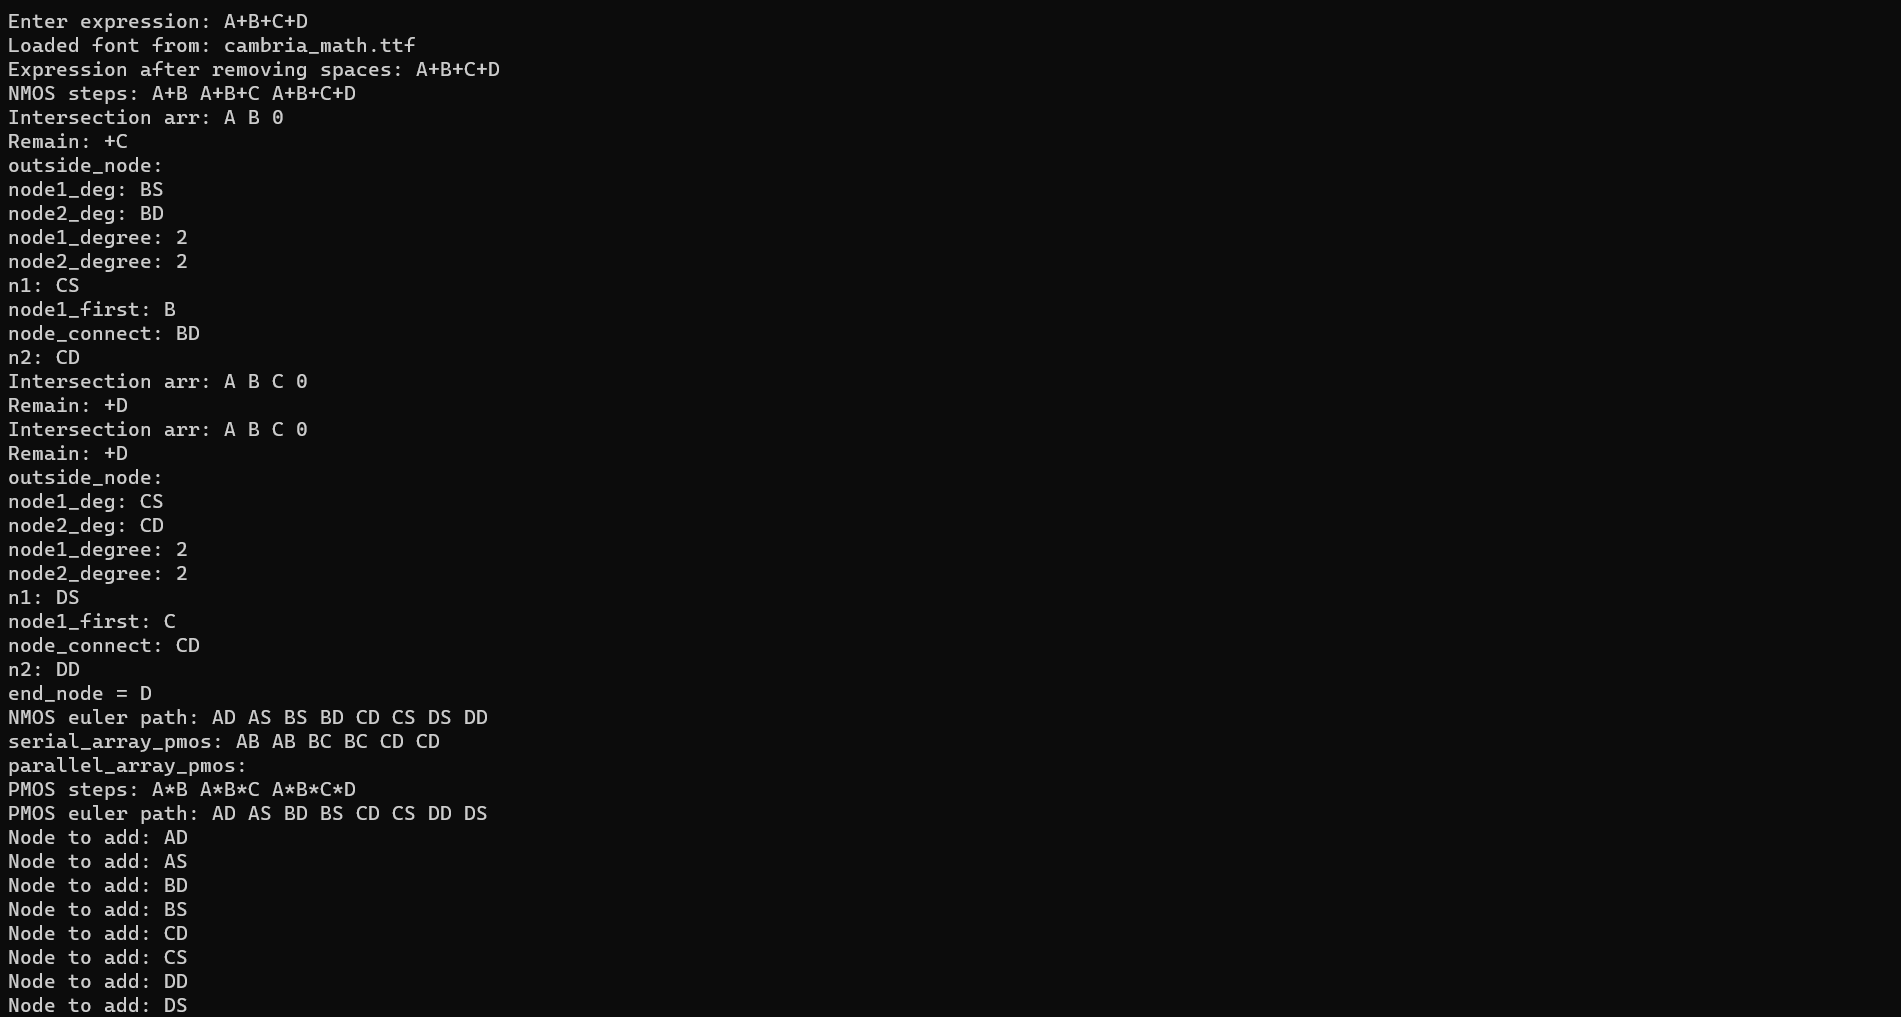 Enter expression: A+B+C+D
Loaded font from: cambria_math.ttf
Expression after removing spaces: A+B+C+D
NMOS steps: A+B A+B+C A+B+C+D
Intersection arr: A B 0
Remain: +C
outside_node:
node1_deg: BS
node2_deg: BD
node1_degree: 2
node2_degree: 2
n1: CS
node1_first: B
node_connect: BD
n2: CD
Intersection arr: A B C 0
Remain: +D
Intersection arr: A B C 0
Remain: +D
outside_node:
node1_deg: CS
node2_deg: CD
node1_degree: 2
node2_degree: 2
n1: DS
node1_first: C
node_connect: CD
n2: DD
end_node = D
NMOS euler path: AD AS BS BD CD CS DS DD
serial_array_pmos: AB AB BC BC CD CD
parallel_array_pmos:
PMOS steps: A*B A*B*C A*B*C*D
PMOS euler path: AD AS BD BS CD CS DD DS
Node to add: AD
Node to add: AS
Node to add: BD
Node to add: BS
Node to add: CD
Node to add: CS
Node to add: DD
Node to add: DS